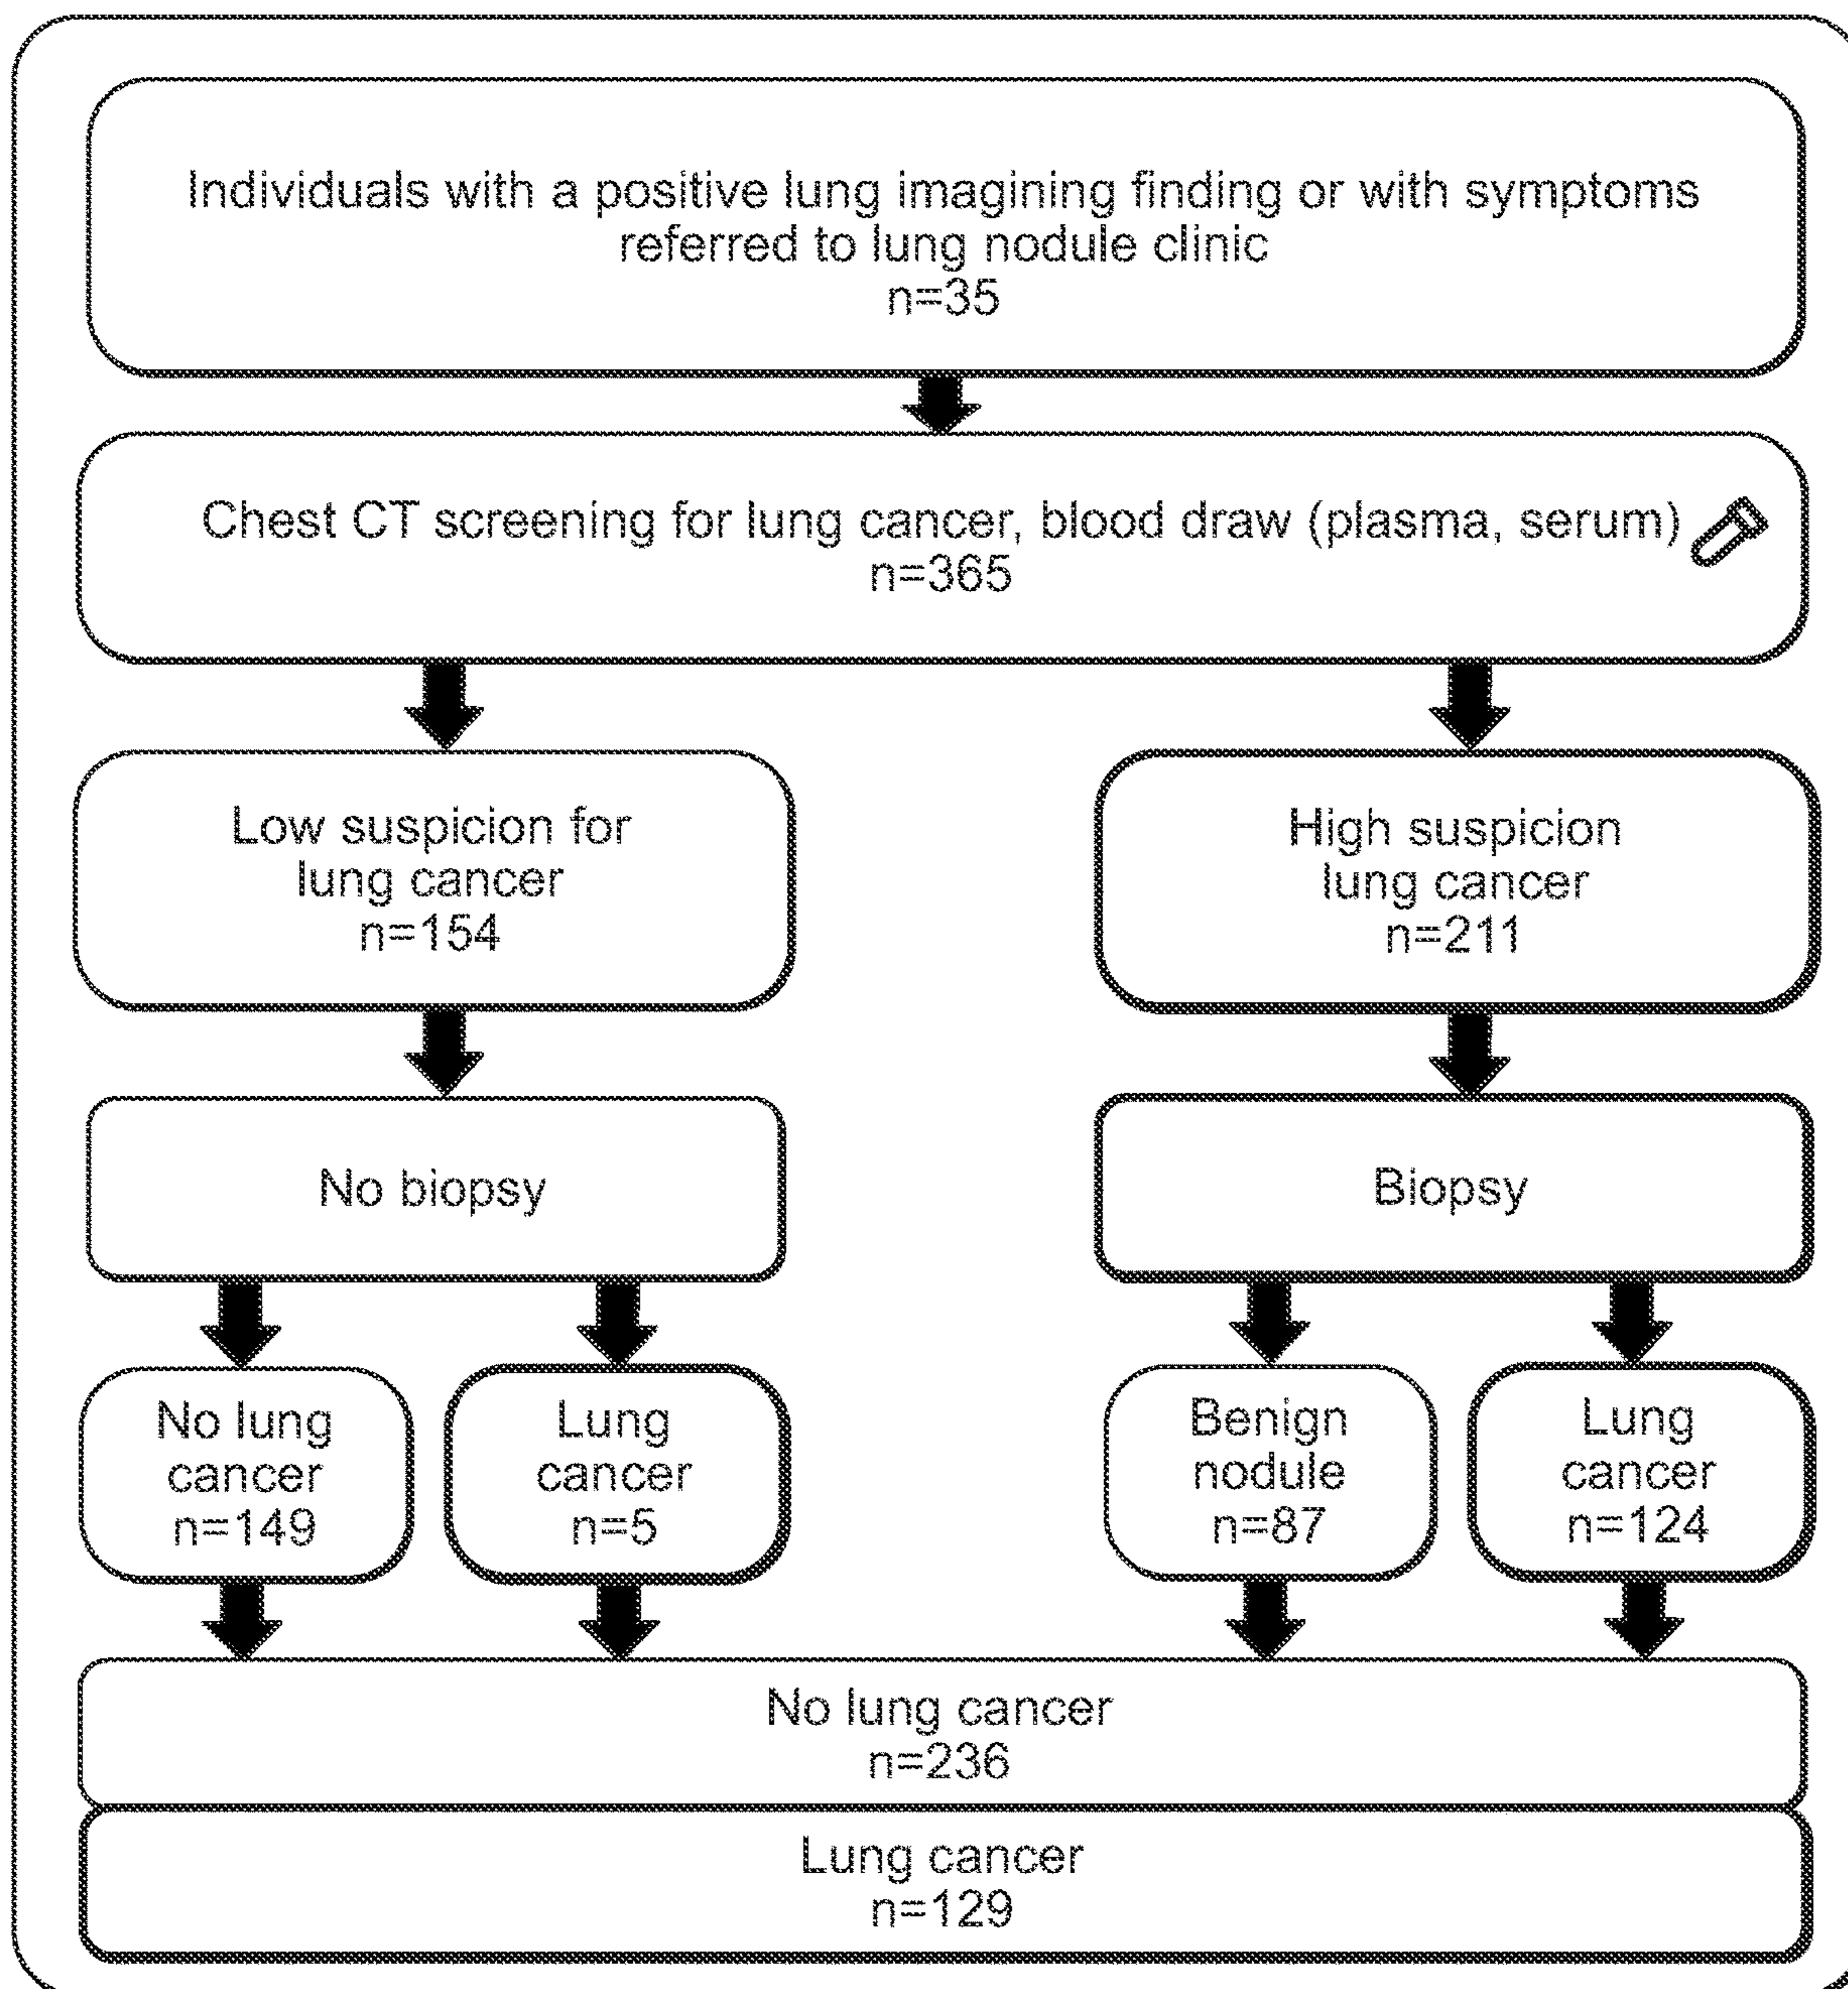 Individuals with a positive lung imagining finding or with symptoms
referred to lung nodule clinic
n=35
Chest CT screening for lung cancer, blood draw (plasma, serum)
n=365
Low suspicion for
lung cancer
n=154
High suspicion
lung cancer
n=211
No biopsy
Biopsy
No lung
cancer
n=149
Lung
cancer
n=5
Benign
nodule
n=87
Lung
cancer
n=124
No lung cancer
n=236
Lung cancer
n=129